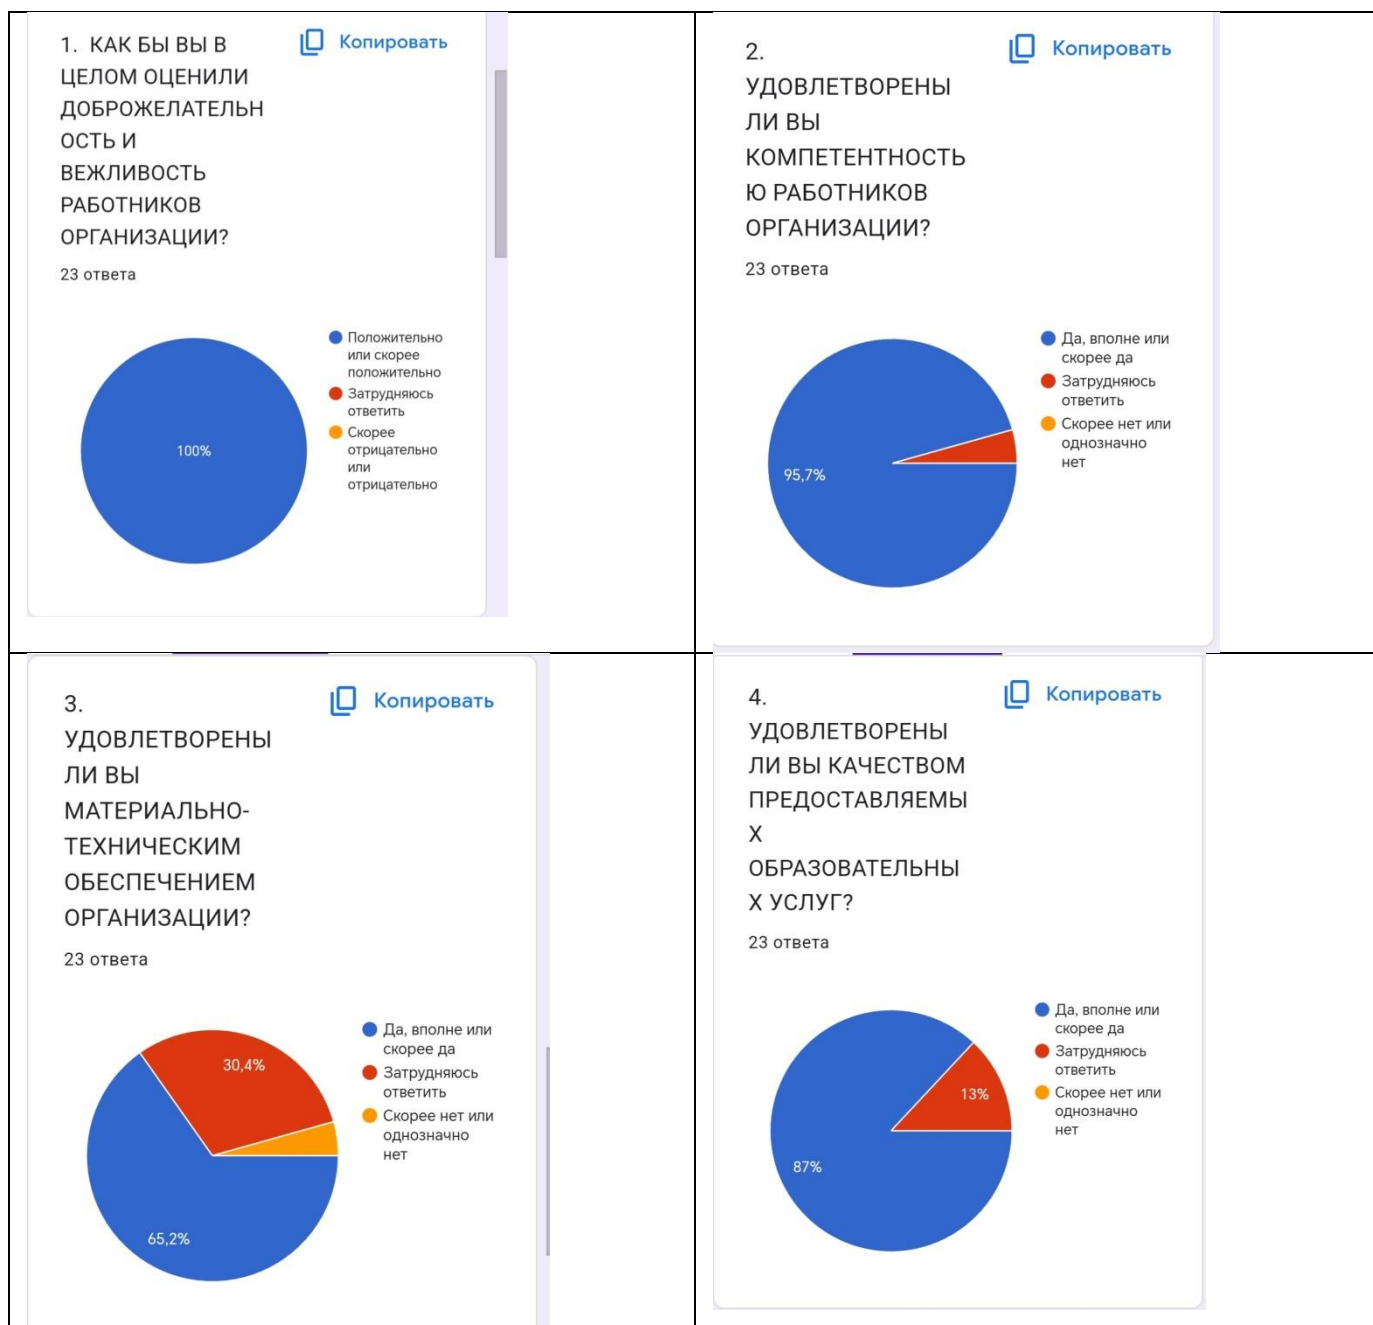 1. КАК БЫ ВЫ В
ЦЕЛОМ ОЦЕНИЛИ
ДОБРОЖЕЛАТЕЛЬН
ОСТЬ И
ВЕЖЛИВОСТЬ
РАБОТНИКОВ
ОРГАНИЗАЦИИ?
Копировать
23 ответа
100%
Положительно
или скорее
положительно
Затрудняюсь
ответить
Скорее
отрицательно
или
отрицательно
2.
УДОВЛЕТВОРЕНЫ
ЛИ ВЫ
КОМПЕТЕНТНОСТЬ
Ю РАБОТНИКОВ
ОРГАНИЗАЦИИ?
Копировать
23 ответа
95,7%
Да, вполне или
скорее да
Затрудняюсь
ответить
Скорее нет или
однозначно
нет
3.
УДОВЛЕТВОРЕНЫ
ЛИ ВЫ
МАТЕРИАЛЬНО-
ТЕХНИЧЕСКИМ
ОБЕСПЕЧЕНИЕМ
ОРГАНИЗАЦИИ?
Копировать
23 ответа
30,4%
65,2%
Да, вполне или
скорее да
Затрудняюсь
ответить
Скорее нет или
однозначно
нет
4.
УДОВЛЕТВОРЕНЫ
ЛИ ВЫ КАЧЕСТВОМ
ПРЕДОСТАВЛЯЕМЫ
Х
ОБРАЗОВАТЕЛЬНЫ
Х УСЛУГ?
Копировать
23 ответа
13%
87%
Да, вполне или
скорее да
Затрудняюсь
ответить
Скорее нет или
однозначно
нет